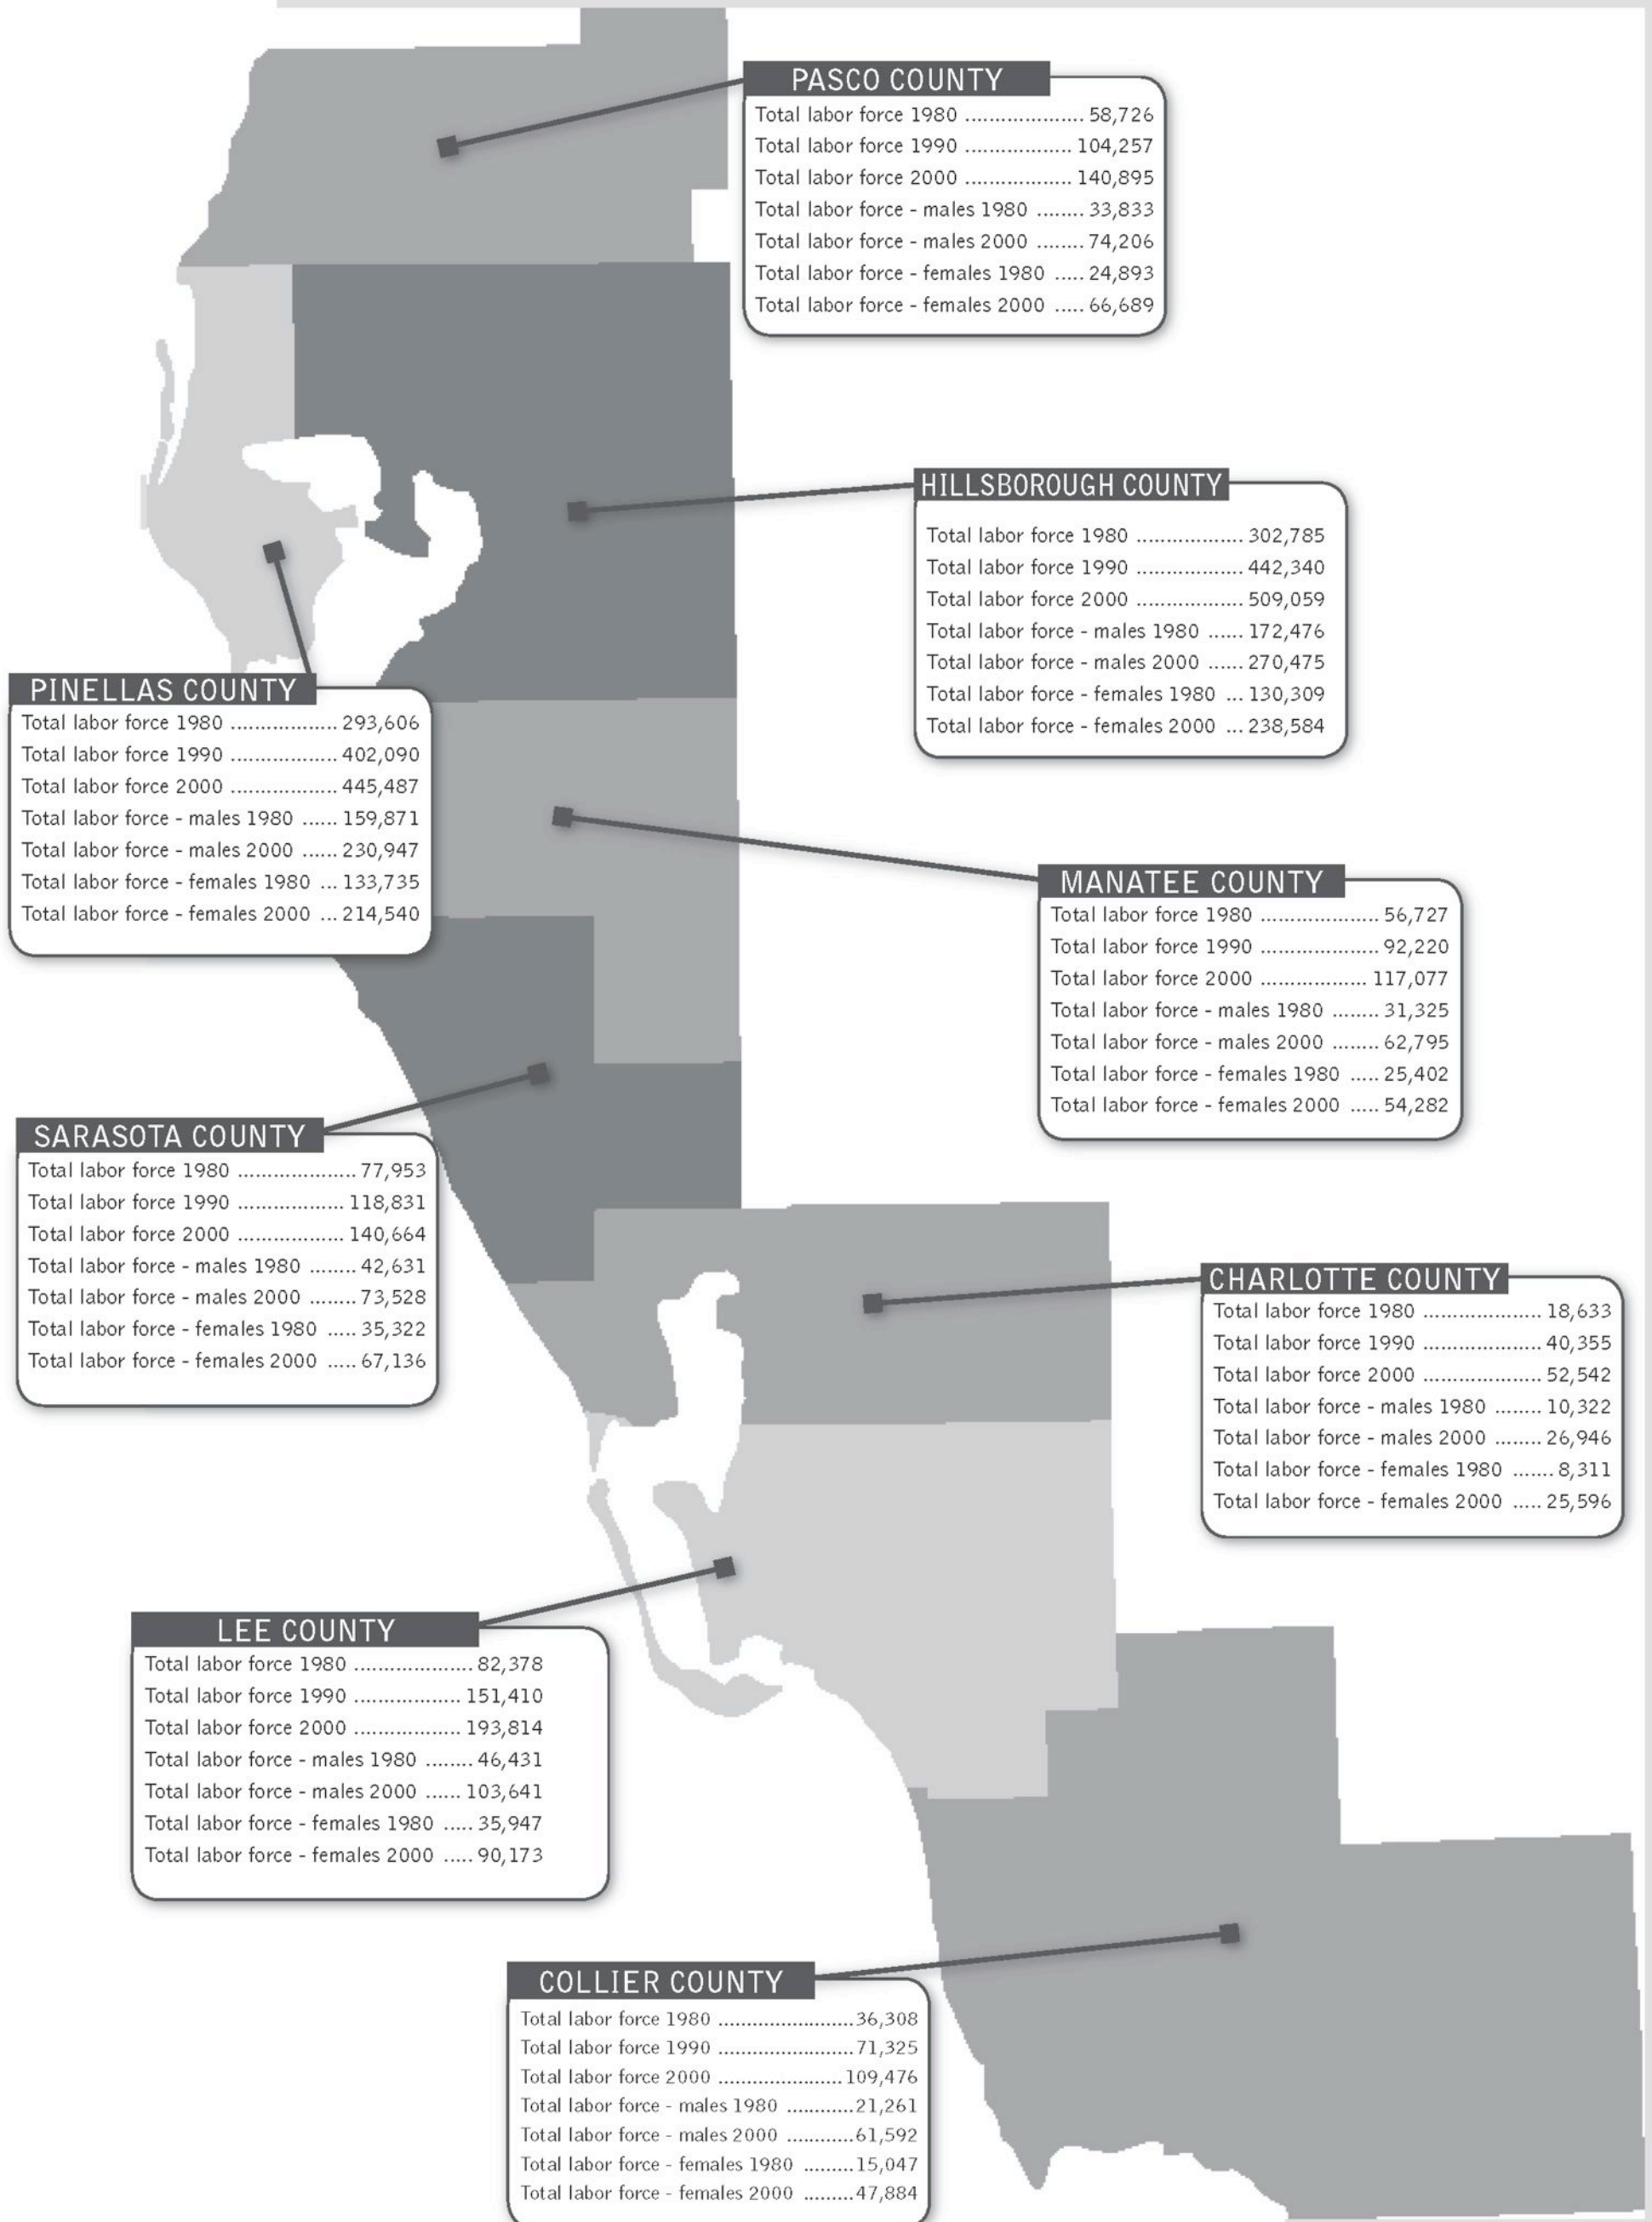 PASCO COUNTY
Total labor force 1980 ................... 58,726
Total labor force 1990 ................. 104,257
Total labor force 2000 ................. 140,895
Total labor force - males 1980 ........ 33,833
Total labor force - males 2000 ........ 74,206
Total labor force - females 1980 ..... 24,893
Total labor force - females 2000 ..... 66,689
HILLSBOROUGH COUNTY
Total labor force 1980 ................. 302,785
Total labor force 1990 ................. 442,340
Total labor force 2000 ................. 509,059
Total labor force - males 1980 ...... 172,476
Total labor force - males 2000 ...... 270,475
Total labor force - females 1980 ... 130,309
Total labor force - females 2000 ... 238,584
PINELLAS COUNTY
Total labor force 1980 ................. 293,606
Total labor force 1990 ................. 402,090
Total labor force 2000 ................. 445,487
Total labor force - males 1980 ...... 159,871
Total labor force - males 2000 ...... 230,947
Total labor force - females 1980 ... 133,735
Total labor force - females 2000 ... 214,540
MANATEE COUNTY
Total labor force 1980 ................... 56,727
Total labor force 1990 ................... 92,220
Total labor force 2000 ................. 117,077
Total labor force - males 1980 ........ 31,325
Total labor force - males 2000 ........ 62,795
Total labor force - females 1980 ..... 25,402
Total labor force - females 2000 ..... 54,282
SARASOTA COUNTY
Total labor force 1980 ................... 77,953
Total labor force 1990 ................. 118,831
Total labor force 2000 ................. 140,664
Total labor force - males 1980 ........ 42,631
Total labor force - males 2000 ........ 73,528
Total labor force - females 1980 ..... 35,322
Total labor force - females 2000 ..... 67,136
CHARLOTTE COUNTY
Total labor force 1980 ................... 18,633
Total labor force 1990 ................... 40,355
Total labor force 2000 ................... 52,542
Total labor force - males 1980 ........ 10,322
Total labor force - males 2000 ........ 26,946
Total labor force - females 1980 ....... 8,311
Total labor force - females 2000 ..... 25,596
LEE COUNTY
Total labor force 1980 ................... 82,378
Total labor force 1990 ................. 151,410
Total labor force 2000 ................. 193,814
Total labor force - males 1980 ........ 46,431
Total labor force - males 2000 ...... 103,641
Total labor force - females 1980 ..... 35,947
Total labor force - females 2000 ..... 90,173
COLLIER COUNTY
Total labor force 1980 ........................36,308
Total labor force 1990 ........................71,325
Total labor force 2000 ......................109,476
Total labor force - males 1980 ............21,261
Total labor force - males 2000 ............61,592
Total labor force - females 1980 .........15,047
Total labor force - females 2000 .........47,884